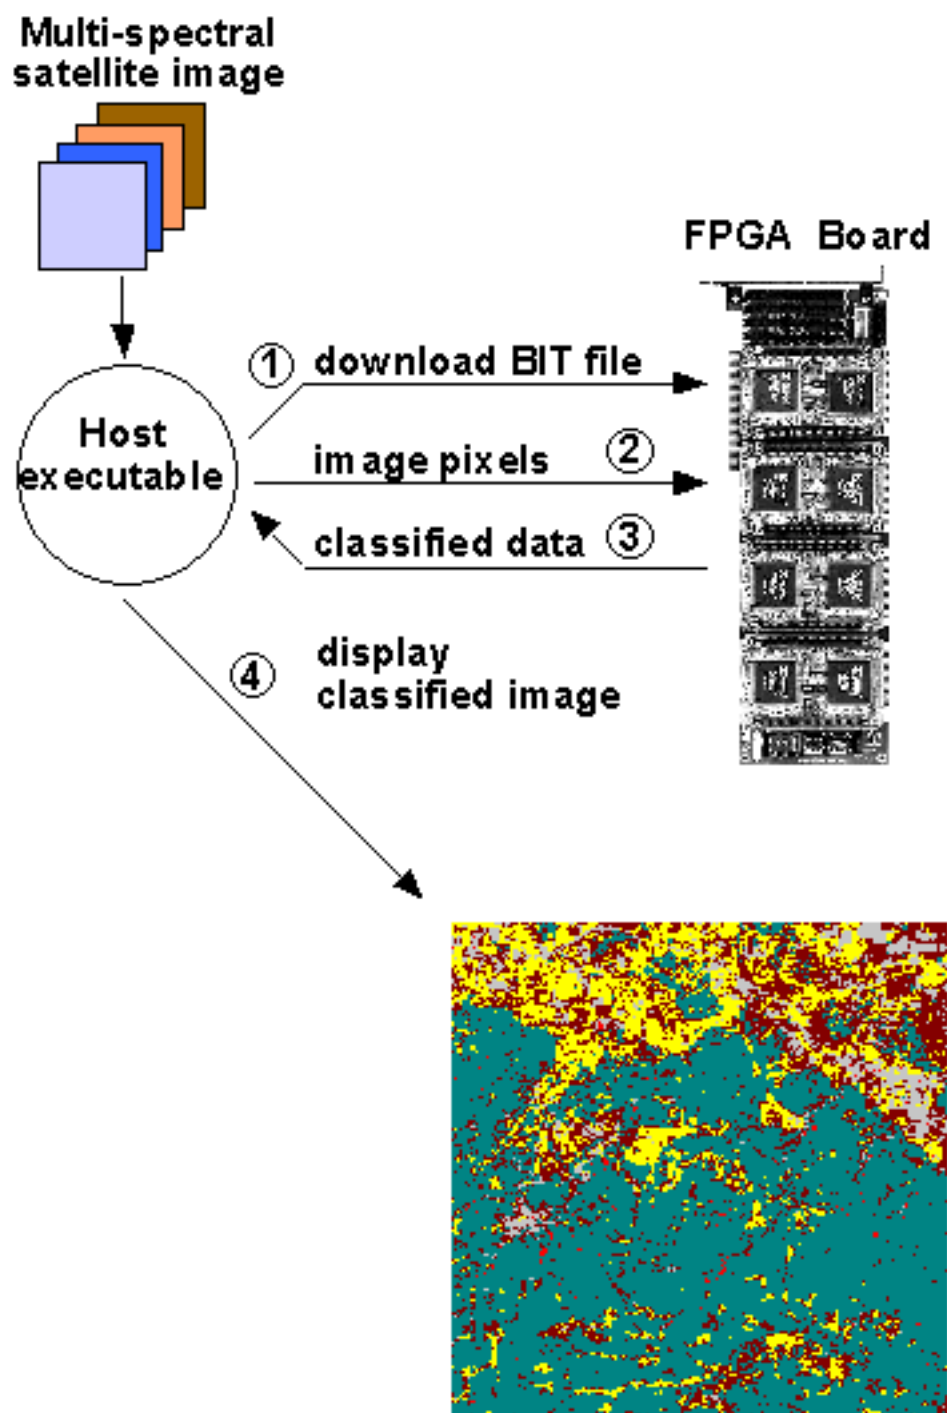 Multi-spectral
satellite image
FPGA Board
1 download BIT file
Host
executable
image pixels 2
classified data 3
4 display
classified image